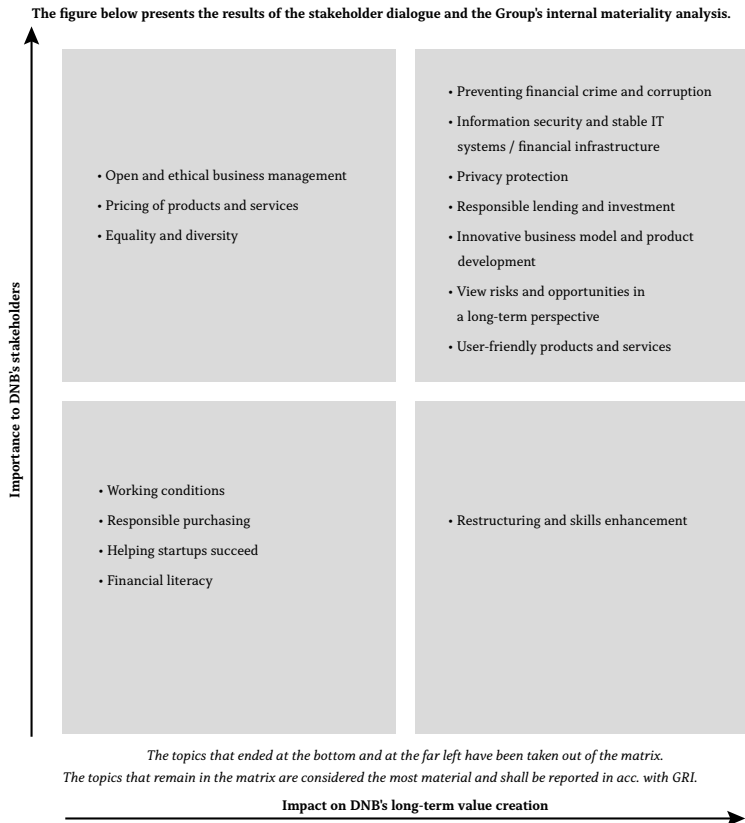 The figure below presents the results of the stakeholder dialogue and the Group's internal materiality analysis.
Importance to DNB's stakeholders
• Open and ethical business management
• Pricing of products and services
• Equality and diversity
• Preventing financial crime and corruption
• Information security and stable IT
systems / financial infrastructure
• Privacy protection
• Responsible lending and investment
• Innovative business model and product
development
• View risks and opportunities in
a long-term perspective
• User-friendly products and services
• Working conditions
• Responsible purchasing
• Helping startups succeed
• Financial literacy
• Restructuring and skills enhancement
The topics that ended at the bottom and at the far left have been taken out of the matrix.
The topics that remain in the matrix are considered the most material and shall be reported in acc. with GRI.
Impact on DNB's long-term value creation